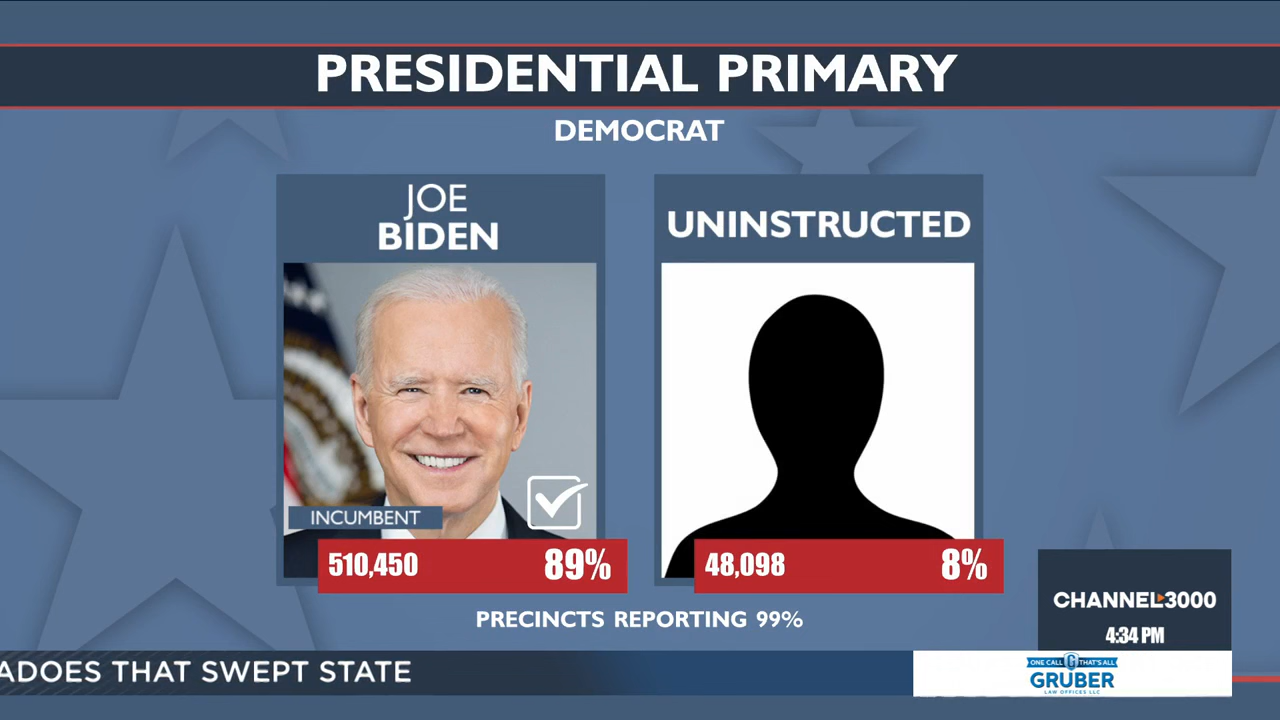 PRESIDENTIAL PRIMARY
DEMOCRAT
JOE
BIDEN
UNINSTRUCTED
INCUMBENT
510,450 89%
48,098 8%
PRECINCTS REPORTING 99%
CHANNEL3000
4:34 PM
ADOES THAT SWEPT STATE
ONE CALL G THAT'S ALL
GRUBER
LAW OFFICES LLC